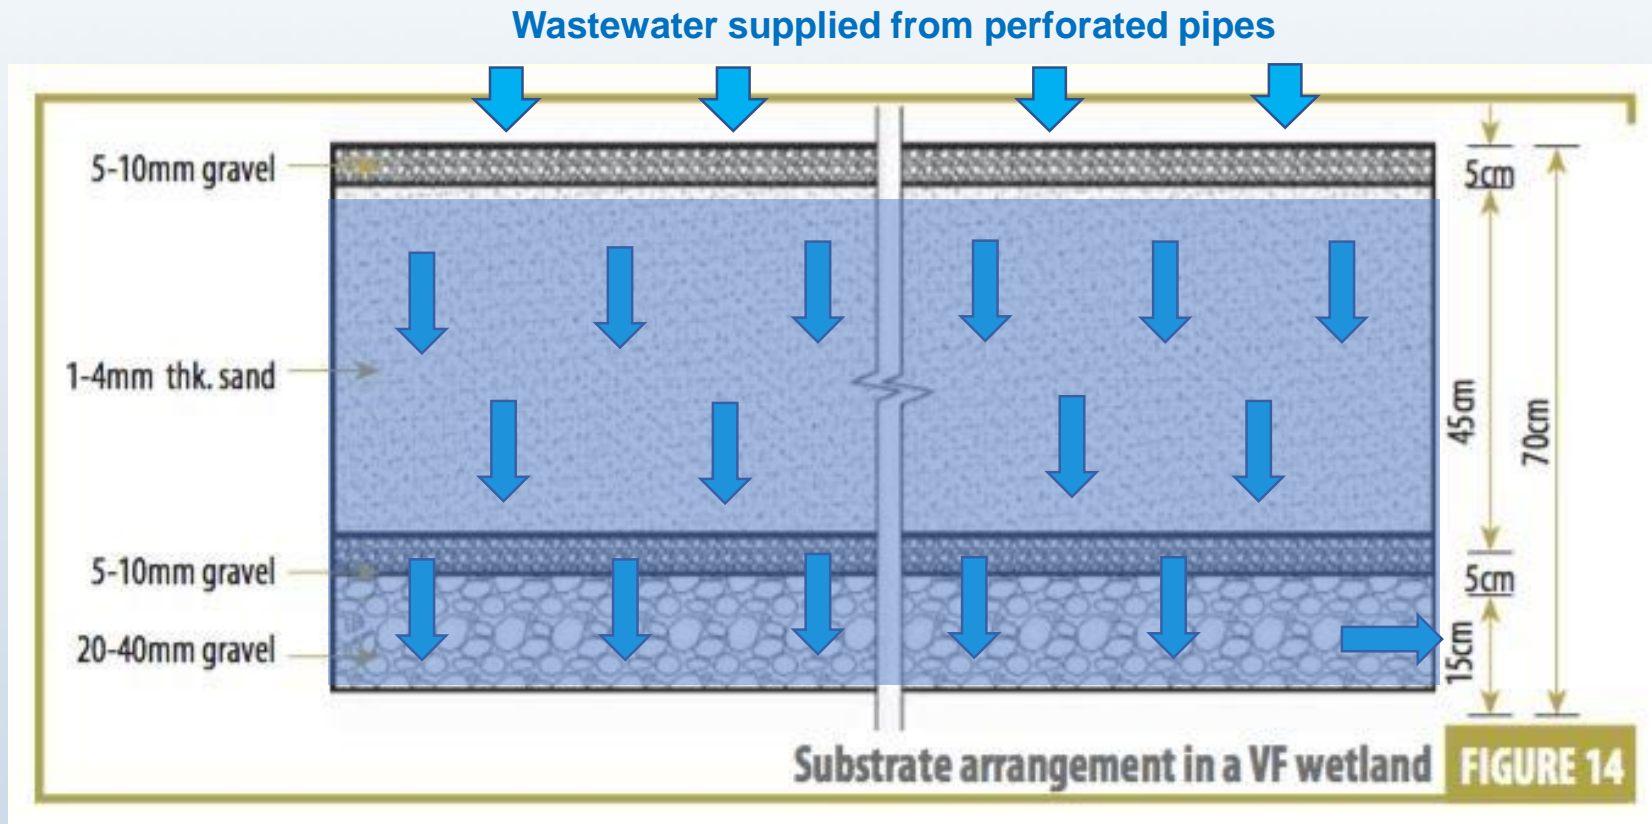 Wastewater supplied from perforated pipes
5-10mm gravel
5cm
1-4mm thk. sand
45cm
70cm
5-10mm gravel
5cm
20-40mm gravel
15cm
Substrate arrangement in a VF wetland
FIGURE 14